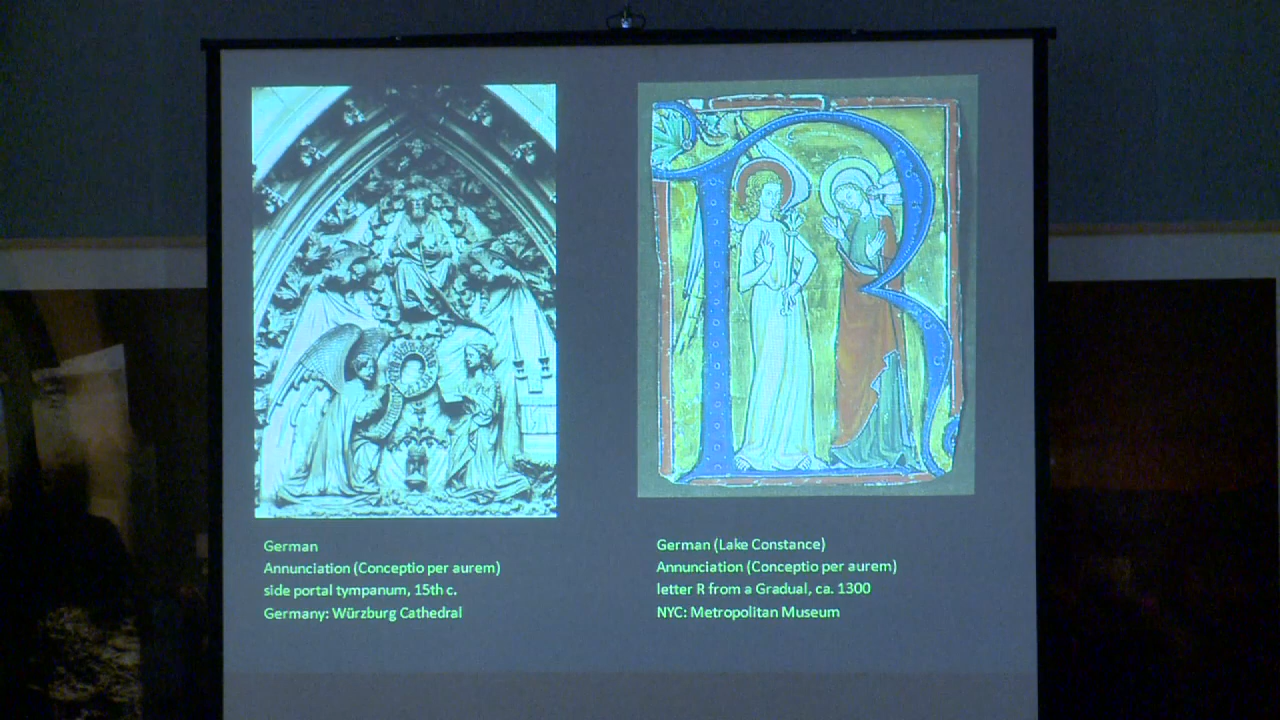 German
Annunciation (Conceptio per aurem)
side portal tympanum, 15th c.
Germany: Würzburg Cathedral
German (Lake Constance)
Annunciation (Conceptio per aurem)
letter R from a Gradual, ca. 1300
NYC: Metropolitan Museum